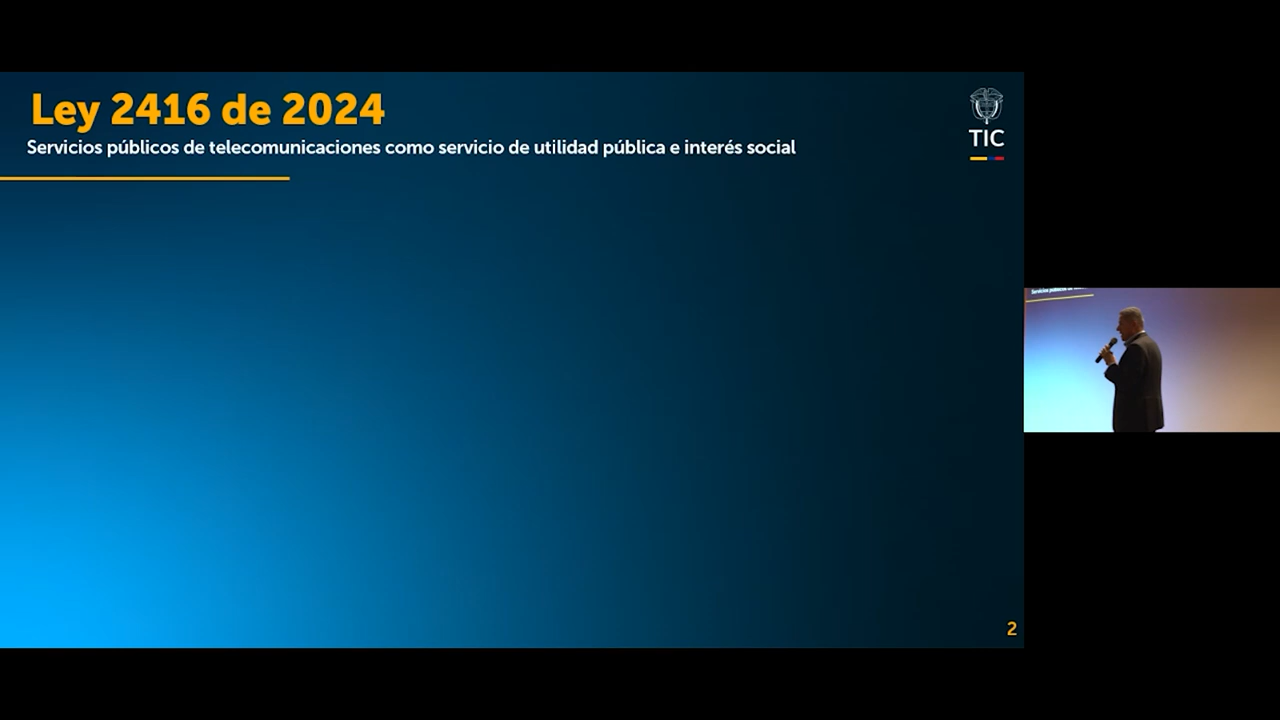 Ley 2416 de 2024
Servicios públicos de telecomunicaciones como servicio de utilidad pública e interés social
TIC
2